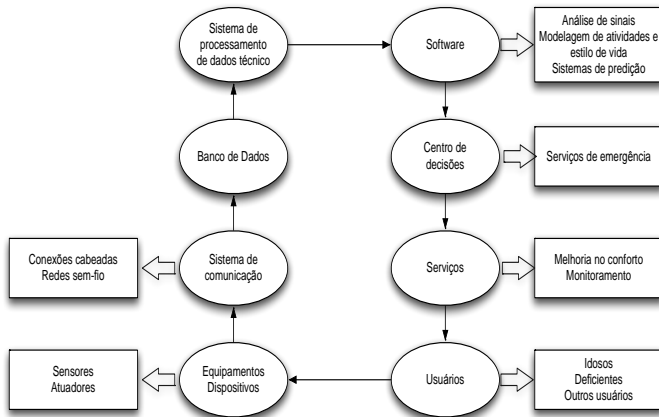 Sistema de
processamento
de dados técnico
Software
Análise de sinais
Modelagem de atividades e
estilo de vida
Sistemas de predição
Banco de Dados
Centro de
decisões
Serviços de emergência
Conexões cabeadas
Redes sem-fio
Sistema de
comunicação
Serviços
Melhoria no conforto
Monitoramento
Sensores
Atuadores
Equipamentos
Dispositivos
Usuários
Idosos
Deficientes
Outros usuários